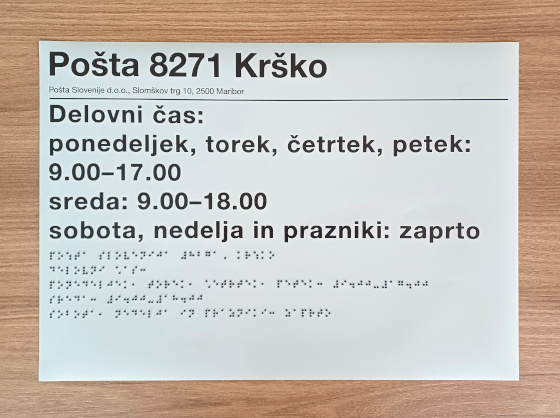 Pošta 8271 Krško
Pošta Slovenije d.o.o., Slomškov trg 10, 2500 Maribor
Delovni čas:
ponedeljek, torek, četrtek, petek:
9.00–17.00
sreda: 9.00–18.00
sobota, nedelja in prazniki: zaprto